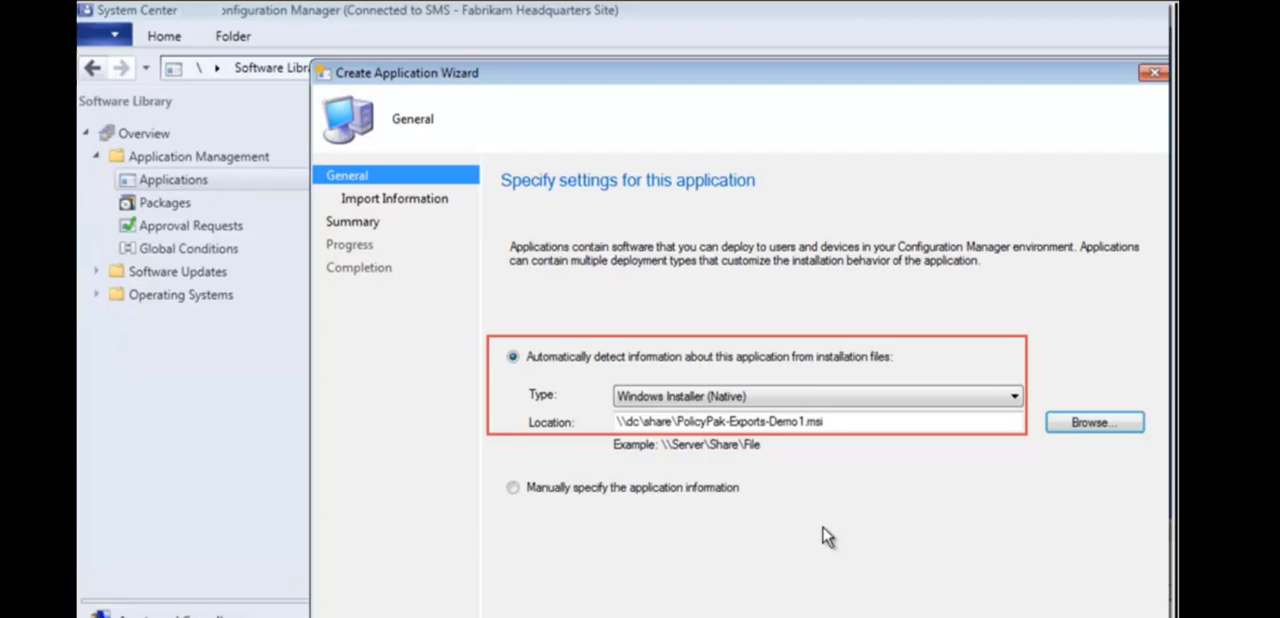 System Center onfiguration Manager (Connected to SMS - Fabrikam Headquarters Site)
Home Folder
\ Software Libr
Create Application Wizard
Software Library
General
Overview
Application Management
Applications
Packages
Approval Requests
Global Conditions
Software Updates
Operating Systems
General
Import Information
Summary
Progress
Completion
Specify settings for this application
Applications contain software that you can deploy to users and devices in your Configuration Manager environment. Applications
can contain multiple deployment types that customize the installation behavior of the application.
Automatically detect information about this application from installation files:
Type: Windows Installer (Native)
Location: \\dc\share\PolicyPak-Exports-Demo1.msi Browse...
Example: \\Server\Share\File
Manually specify the application information